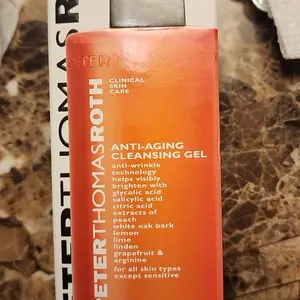 CLINICAL
SKIN
CARE
PETERTHOMASROTH
ANTI-AGING
CLEANSING GEL
anti-wrinkle
technology
helps visibly
brighten with
glycolic acid
salicylic acid
citric acid
extracts of
peach
white oak bark
lemon
lime
linden
grapefruit &
arginine
for all skin types
except sensitive